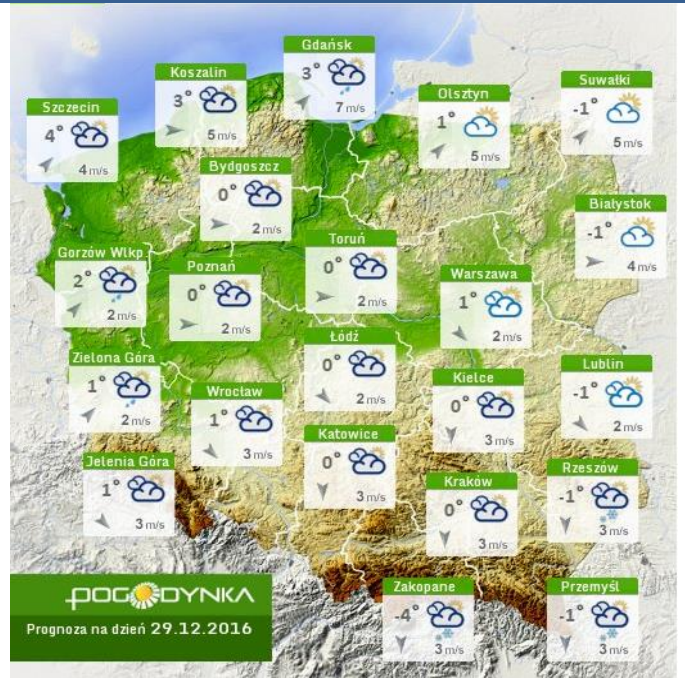 Gdańsk
3°
7 m/s
Koszalin
3°
5 m/s
Suwałki
-1°
5 m/s
Olsztyn
1°
5 m/s
Szczecin
4°
4 m/s
Bydgoszcz
0°
2 m/s
Białystok
-1°
4 m/s
Toruń
0°
2 m/s
Gorzów Wlkp
2°
2 m/s
Poznań
0°
2 m/s
Warszawa
1°
2 m/s
Łódź
0°
2 m/s
Zielona Góra
1°
2 m/s
Lublin
-1°
2 m/s
Kielce
0°
3 m/s
Wrocław
1°
3 m/s
Katowice
0°
3 m/s
Jelenia Góra
1°
3 m/s
Rzeszów
-1°
3 m/s
Kraków
0°
3 m/s
Zakopane
-4°
3 m/s
Przemyśl
-1°
3 m/s
POGODYNKA
Prognoza na dzień 29.12.2016